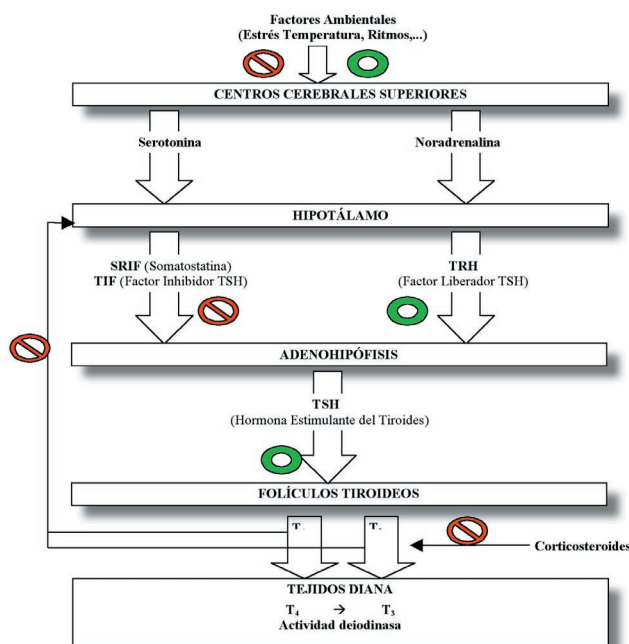 Factores Ambientales
(Estrés Temperatura, Ritmos,...)
CENTROS CEREBRALES SUPERIORES
Serotonina
Noradrenalina
HIPOTÁLAMO
SRIF (Somatostatina)
TIF (Factor Inhibidor TSH)
TRH
(Factor Liberador TSH)
ADENOHIPÓFISIS
TSH
(Hormona Estimulante del Tiroides)
FOLÍCULOS TIROIDEOS
T
T
Corticosteroides
TEJIDOS DIANA
T₄ → T₃
Actividad deiodinasa